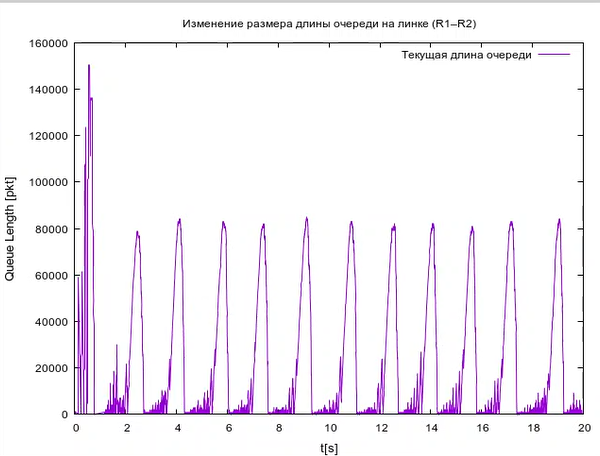 Изменение размера длины очереди на линке (R1–R2)
Текущая длина очереди
Queue Length [pkt]
160000
140000
120000
100000
80000
60000
40000
20000
0
0 2 4 6 8 10 12 14 16 18 20
t[s]